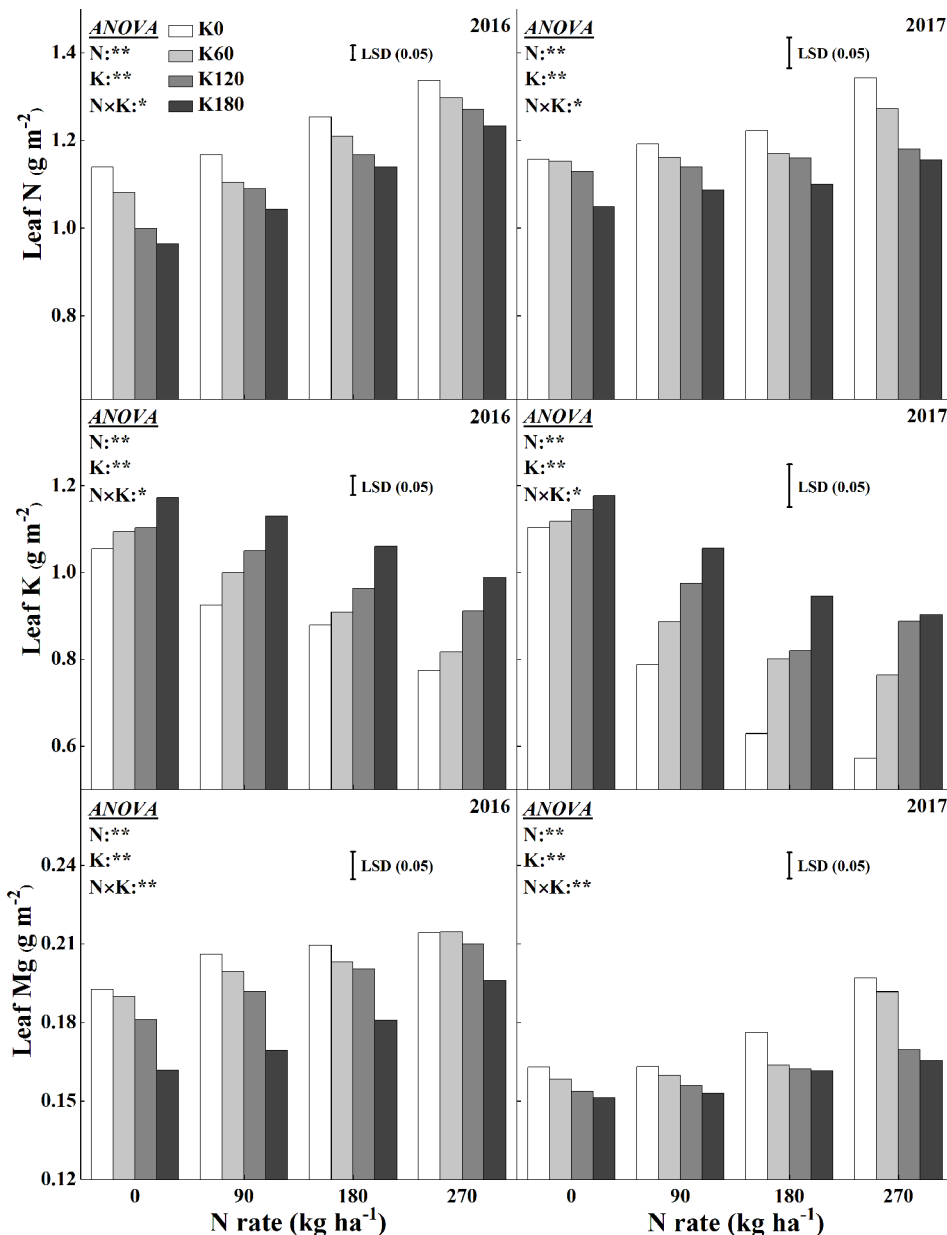 ANOVA
N:**
K:**
N×K:*
K0
K60
K120
K180
LSD (0.05)
2016
ANOVA
N:**
K:**
N×K:*
LSD (0.05)
2017
Leaf N (g m-2)
1.4
1.2
1.0
0.8
ANOVA
N:**
K:**
N×K:*
LSD (0.05)
2016
ANOVA
N:**
K:**
N×K:*
LSD (0.05)
2017
Leaf K (g m-2)
1.2
1.0
0.8
0.6
ANOVA
N:**
K:**
N×K:**
LSD (0.05)
2016
ANOVA
N:**
K:**
N×K:**
LSD (0.05)
2017
Leaf Mg (g m-2)
0.24
0.21
0.18
0.15
0.12
0 90 180 270
0 90 180 270
N rate (kg ha-1)
N rate (kg ha-1)